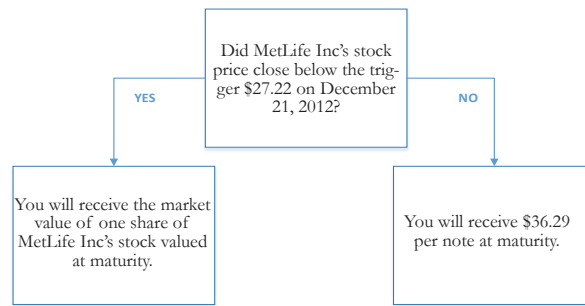 Did MetLife Inc's stock
price close below the trig-
ger $27.22 on December
21, 2012?
YES
NO
You will receive the market
value of one share of
MetLife Inc's stock valued
at maturity.
You will receive $36.29
per note at maturity.